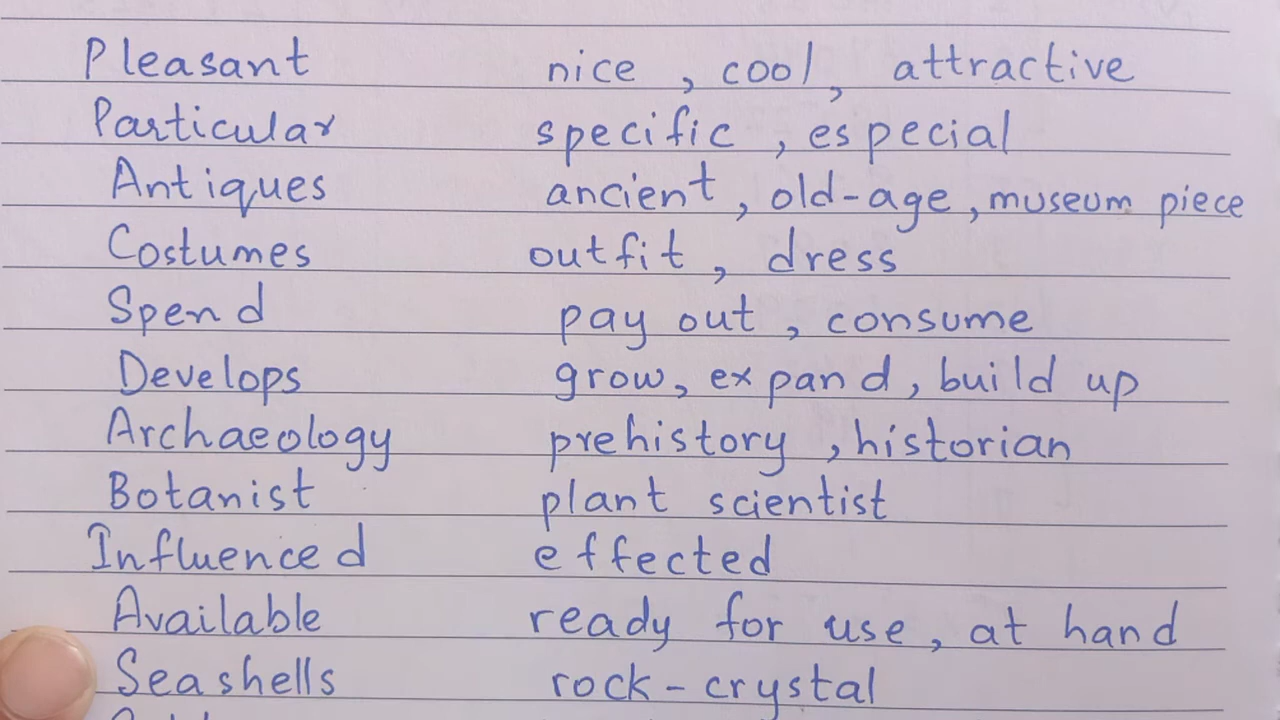 Pleasant nice, cool, attractive
Particular specific, especial
Antiques ancient, old-age, museum piece
Costumes outfit, dress
Spend pay out, consume
Develops grow, expand, build up
Archaeology prehistory, historian
Botanist plant scientist
Influenced effected
Available ready for use, at hand
Seashells rock-crystal